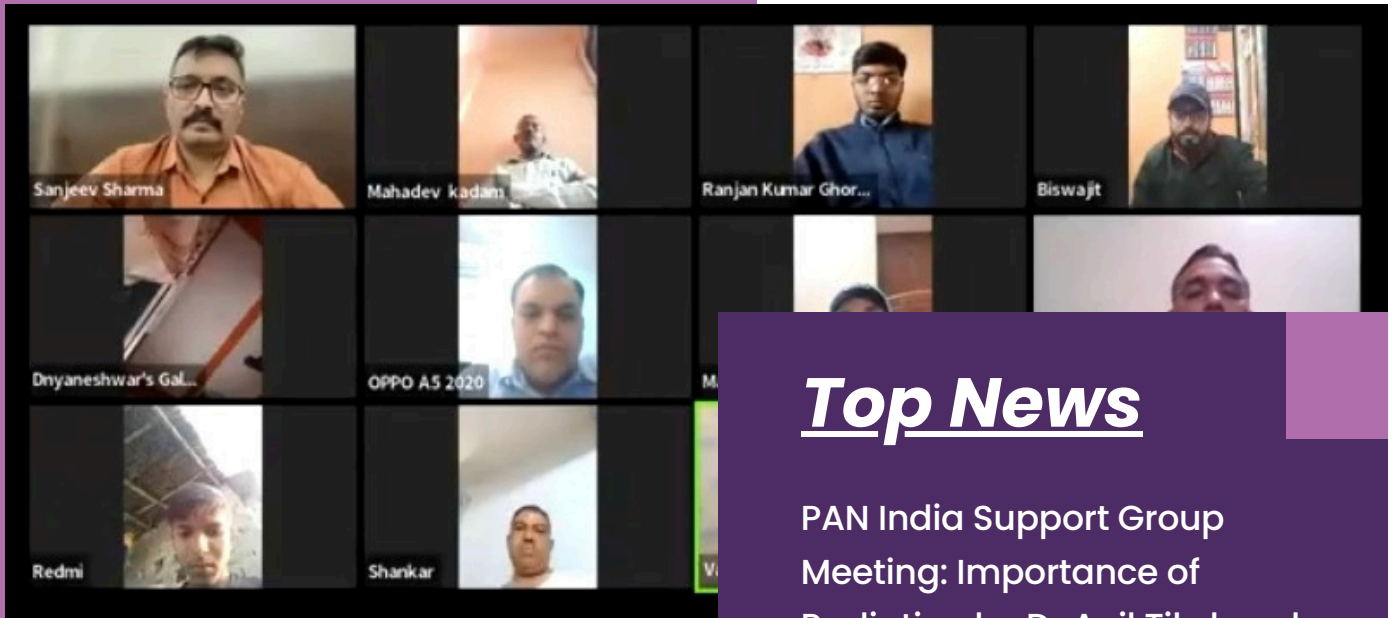 Sanjeev Sharma
Mahadev kadam
Ranjan Kumar Ghor...
Biswajit
Dnyaneshwar's Gal...
OPPO A5 2020
Redmi
Shankar
Top News
PAN India Support Group
Meeting: Importance of